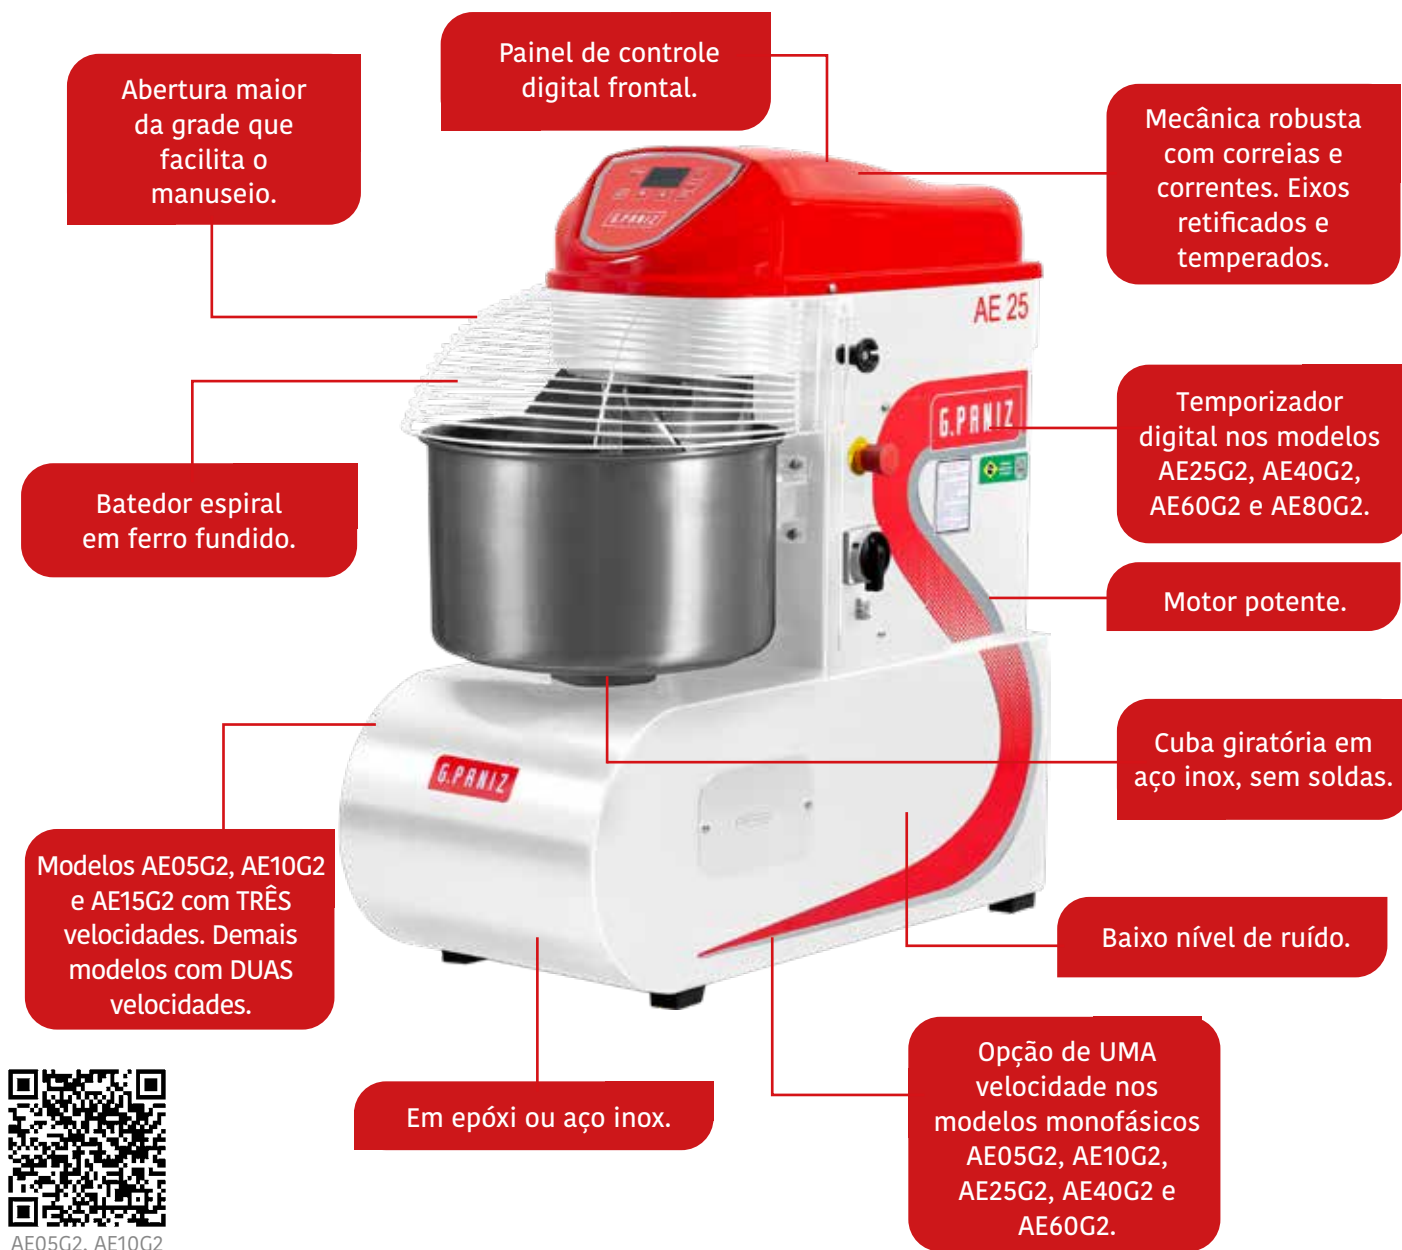 Painel de controle
digital frontal.
Abertura maior
da grade que
facilita o
manuseio.
Mecânica robusta
com correias e
correntes. Eixos
retificados e
temperados.
G.PANIZ
AE 25
G.PANIZ
Temporizador
digital nos modelos
AE25G2, AE40G2,
AE60G2 e AE80G2.
Batedor espiral
em ferro fundido.
Motor potente.
Cuba giratória em
aço inox, sem soldas.
G.PANIZ
Modelos AE05G2, AE10G2
e AE15G2 com TRÊS
velocidades. Demais
modelos com DUAS
velocidades.
Baixo nível de ruído.
Em epóxi ou aço inox.
Opção de UMA
velocidade nos
modelos monofásicos
AE05G2, AE10G2,
AE25G2, AE40G2 e
AE60G2.
AE05G2, AE10G2